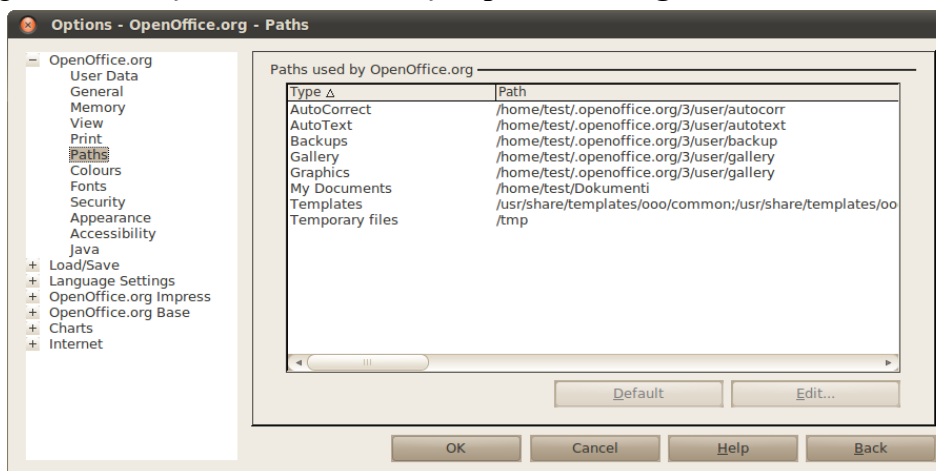 Options - OpenOffice.org - Paths
OpenOffice.org
User Data
General
Memory
View
Print
Paths
Colours
Fonts
Security
Appearance
Accessibility
Java
Load/Save
Language Settings
OpenOffice.org Impress
OpenOffice.org Base
Charts
Internet
Paths used by OpenOffice.org
Type Path
AutoCorrect /home/test/.openoffice.org/3/user/autocorr
AutoText /home/test/.openoffice.org/3/user/autotext
Backups /home/test/.openoffice.org/3/user/backup
Gallery /home/test/.openoffice.org/3/user/gallery
Graphics /home/test/.openoffice.org/3/user/gallery
My Documents /home/test/Dokumenti
Templates /usr/share/templates/ooo/common;/usr/share/templates/oo
Temporary files /tmp
Default Edit...
OK Cancel Help Back